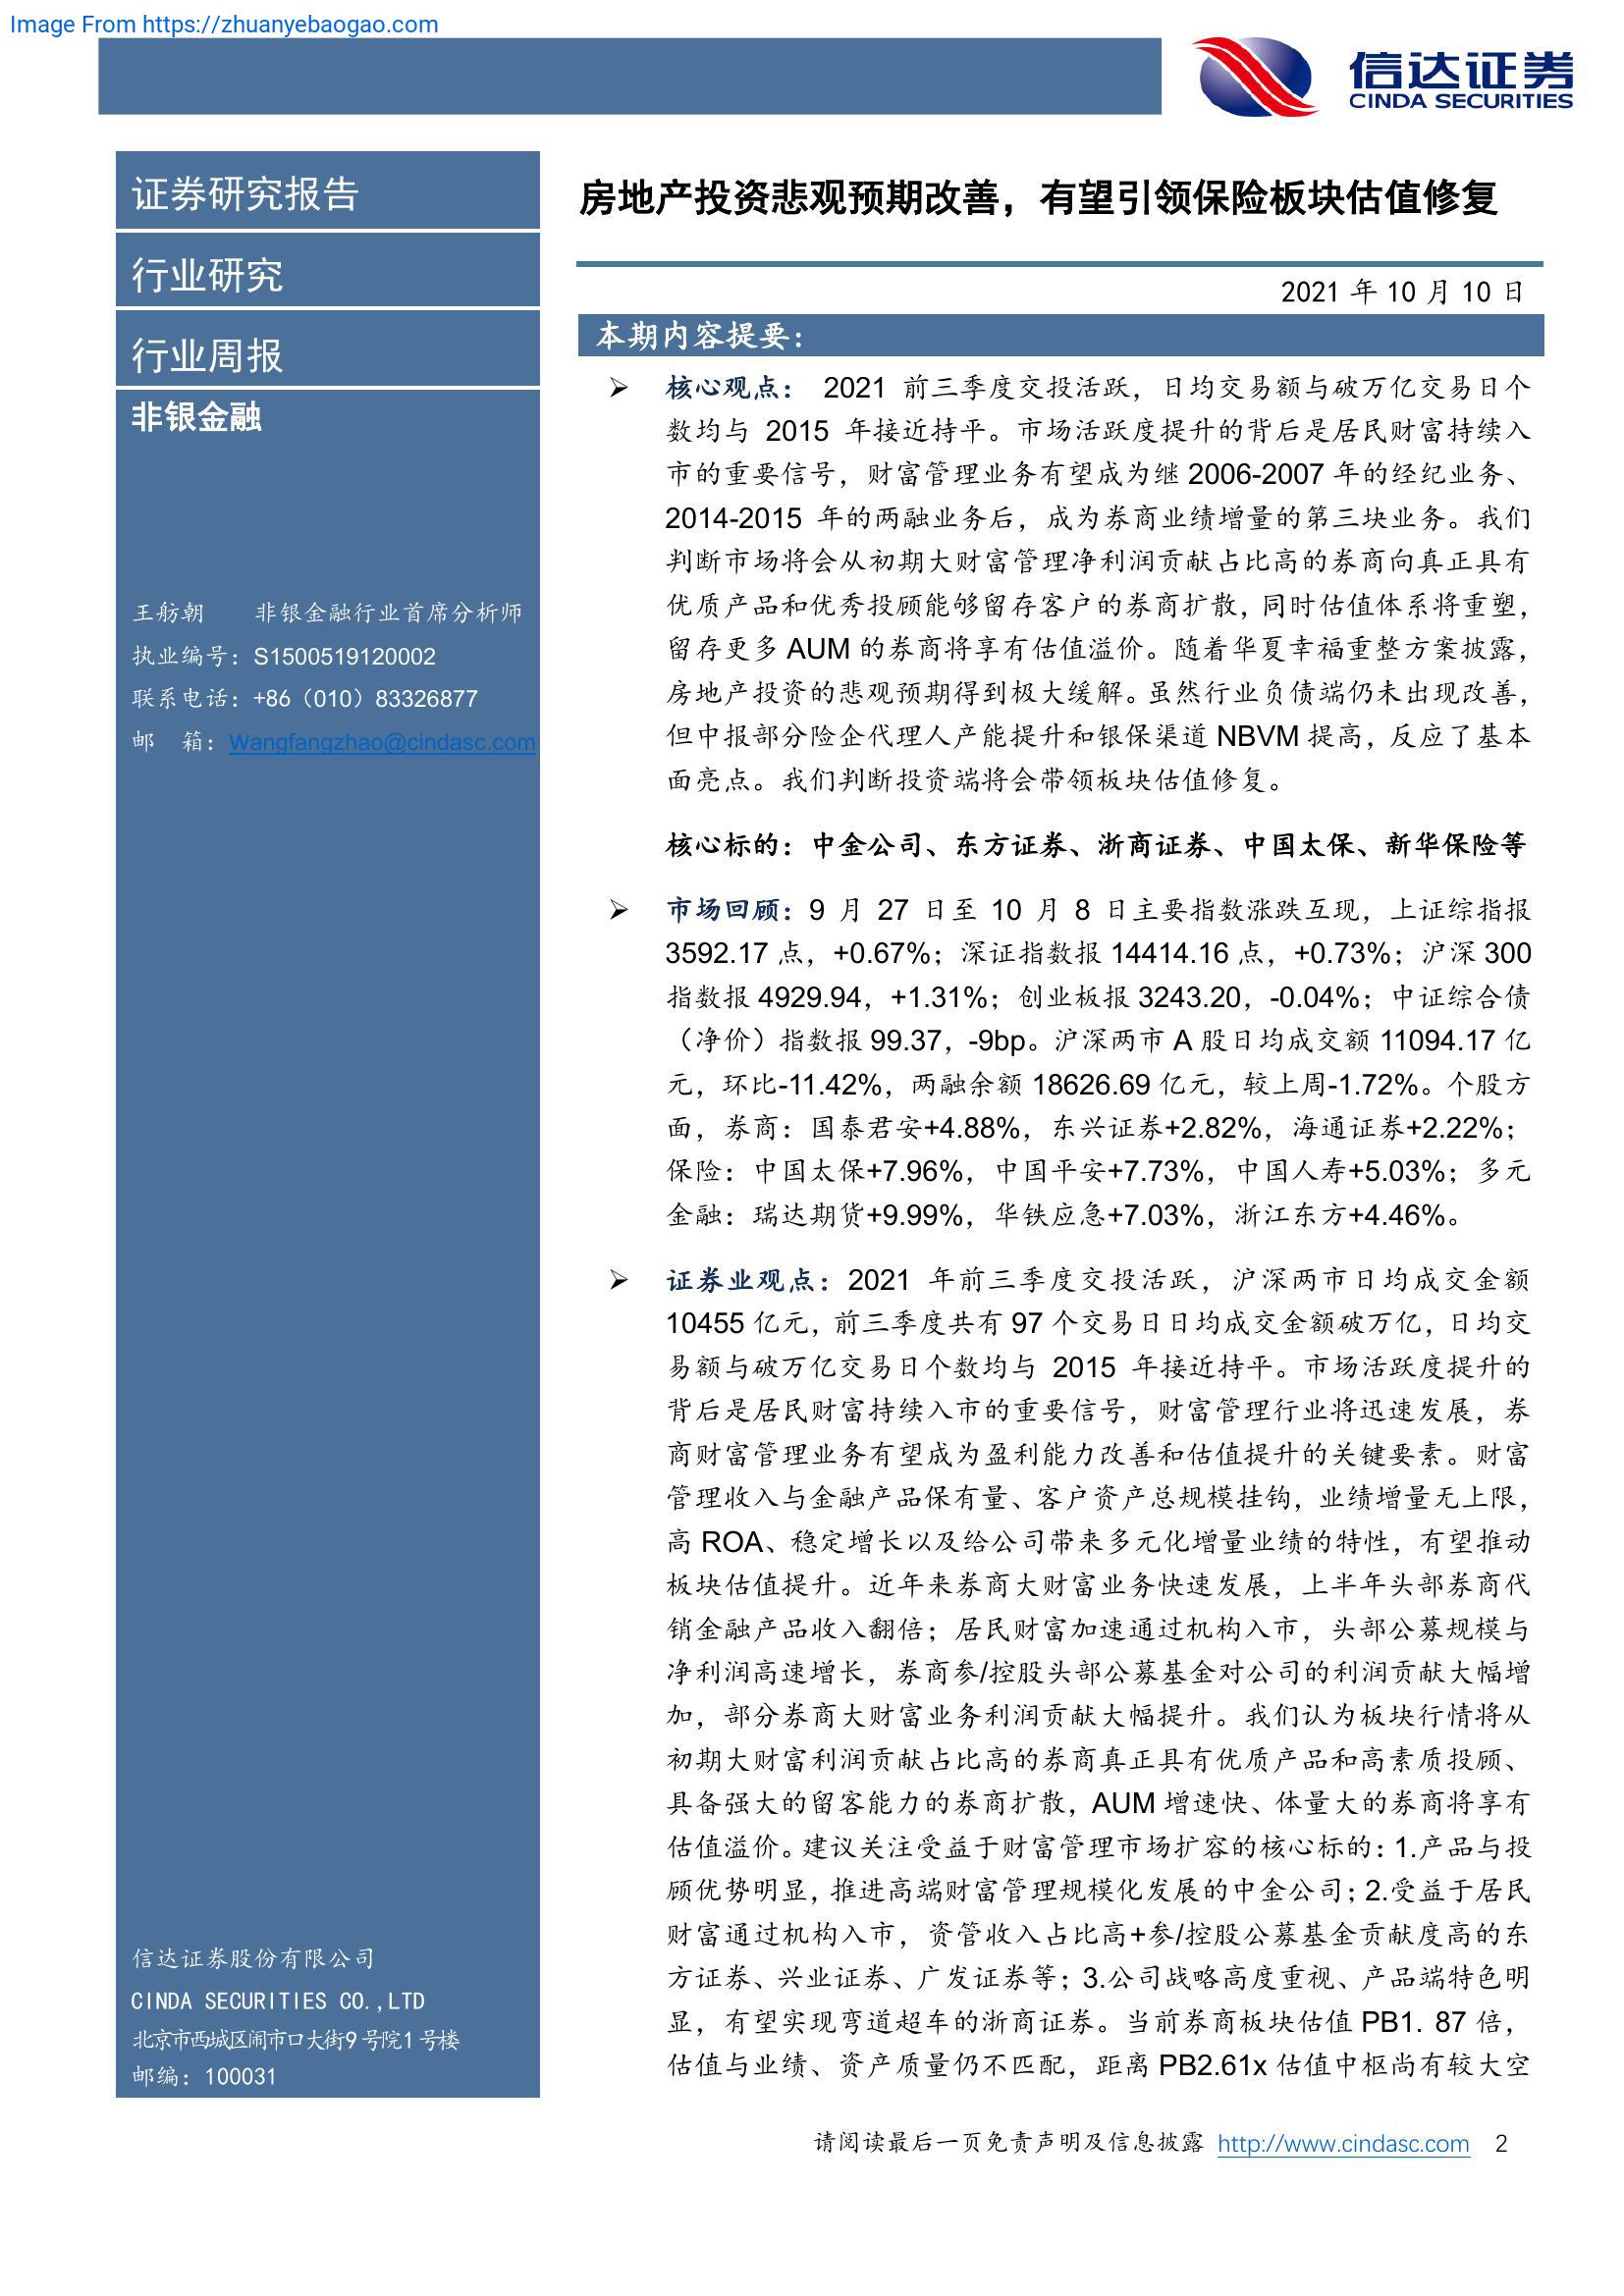 Image From https://zhuanyebaogao.com
信达证券
CINDA SECURITIES
证券研究报告
行业研究
行业周报
非银金融
王舫朝 非银金融行业首席分析师
执业编号：S1500519120002
联系电话：+86（010）83326877
邮 箱：Wangfangzhao@cindasc.com
信达证券股份有限公司
CINDA SECURITIES CO.,LTD
北京市西城区闹市口大街9号院1号楼
邮编：100031
房地产投资悲观预期改善，有望引领保险板块估值修复
2021 年 10 月 10 日
本期内容提要：
➢ 核心观点： 2021 前三季度交投活跃，日均交易额与破万亿交易日个
数均与 2015 年接近持平。市场活跃度提升的背后是居民财富持续入
市的重要信号，财富管理业务有望成为继 2006-2007 年的经纪业务、
2014-2015 年的两融业务后，成为券商业绩增量的第三块业务。我们
判断市场将会从初期大财富管理净利润贡献占比高的券商向真正具有
优质产品和优秀投顾能够留存客户的券商扩散，同时估值体系将重塑，
留存更多 AUM 的券商将享有估值溢价。随着华夏幸福重整方案披露，
房地产投资的悲观预期得到极大缓解。虽然行业负债端仍未出现改善，
但中报部分险企代理人产能提升和银保渠道 NBVM 提高，反应了基本
面亮点。我们判断投资端将会带领板块估值修复。
核心标的：中金公司、东方证券、浙商证券、中国太保、新华保险等
➢ 市场回顾：9 月 27 日至 10 月 8 日主要指数涨跌互现，上证综指报
3592.17 点，+0.67%；深证指数报 14414.16 点，+0.73%；沪深 300
指数报 4929.94，+1.31%；创业板报 3243.20，-0.04%；中证综合债
（净价）指数报 99.37，-9bp。沪深两市 A 股日均成交额 11094.17 亿
元，环比-11.42%，两融余额 18626.69 亿元，较上周-1.72%。个股方
面，券商：国泰君安+4.88%，东兴证券+2.82%，海通证券+2.22%；
保险：中国太保+7.96%，中国平安+7.73%，中国人寿+5.03%；多元
金融：瑞达期货+9.99%，华铁应急+7.03%，浙江东方+4.46%。
➢ 证券业观点：2021 年前三季度交投活跃，沪深两市日均成交金额
10455 亿元，前三季度共有 97 个交易日日均成交金额破万亿，日均交
易额与破万亿交易日个数均与 2015 年接近持平。市场活跃度提升的
背后是居民财富持续入市的重要信号，财富管理行业将迅速发展，券
商财富管理业务有望成为盈利能力改善和估值提升的关键要素。财富
管理收入与金融产品保有量、客户资产总规模挂钩，业绩增量无上限，
高 ROA、稳定增长以及给公司带来多元化增量业绩的特性，有望推动
板块估值提升。近年来券商大财富业务快速发展，上半年头部券商代
销金融产品收入翻倍；居民财富加速通过机构入市，头部公募规模与
净利润高速增长，券商参/控股头部公募基金对公司的利润贡献大幅增
加，部分券商大财富业务利润贡献大幅提升。我们认为板块行情将从
初期大财富利润贡献占比高的券商真正具有优质产品和高素质投顾、
具备强大的留客能力的券商扩散，AUM 增速快、体量大的券商将享有
估值溢价。建议关注受益于财富管理市场扩容的核心标的：1.产品与投
顾优势明显，推进高端财富管理规模化发展的中金公司；2.受益于居民
财富通过机构入市，资管收入占比高+参/控股公募基金贡献度高的东
方证券、兴业证券、广发证券等；3.公司战略高度重视、产品端特色明
显，有望实现弯道超车的浙商证券。当前券商板块估值 PB1. 87 倍，
估值与业绩、资产质量仍不匹配，距离 PB2.61x 估值中枢尚有较大空
请阅读最后一页免责声明及信息披露 http://www.cindasc.com 2